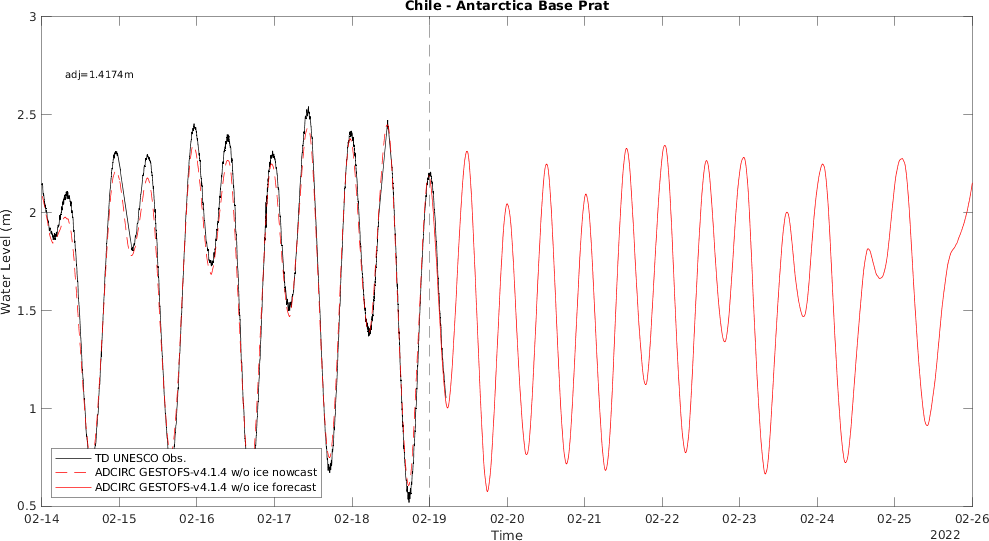 Chile - Antarctica Base Prat
adj=1.4174m
Water Level (m)
3
2.5
2
1.5
1
0.5
TD UNESCO Obs.
ADCIRC GESTOFS-v4.1.4 w/o ice nowcast
ADCIRC GESTOFS-v4.1.4 w/o ice forecast
02-14 02-15 02-16 02-17 02-18 02-19 02-20 02-21 02-22 02-23 02-24 02-25 02-26
Time
2022